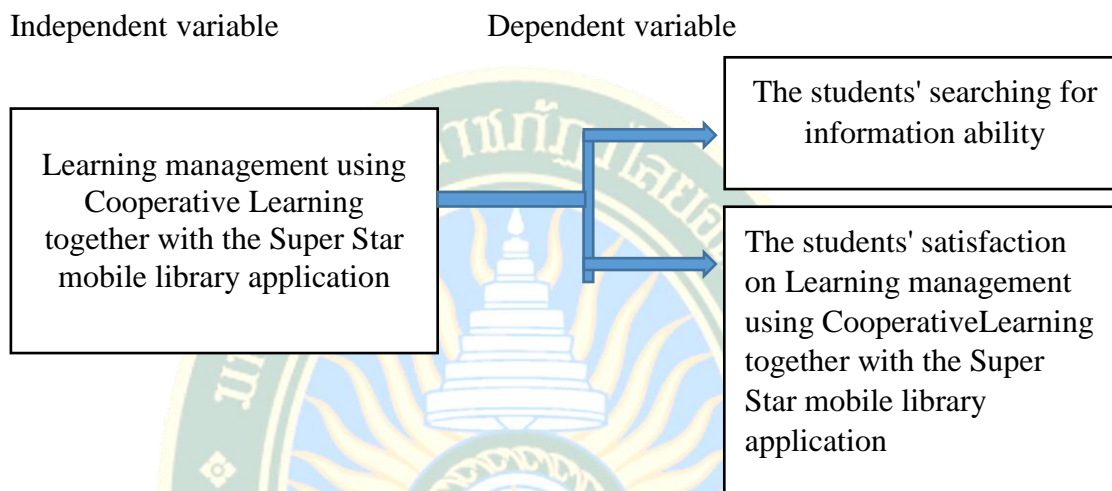 Independent variable
Dependent variable
Learning management using
Cooperative Learning
together with the Super Star
mobile library application
The students' searching for
information ability
The students' satisfaction
on Learning management
using CooperativeLearning
together with the Super
Star mobile library
application